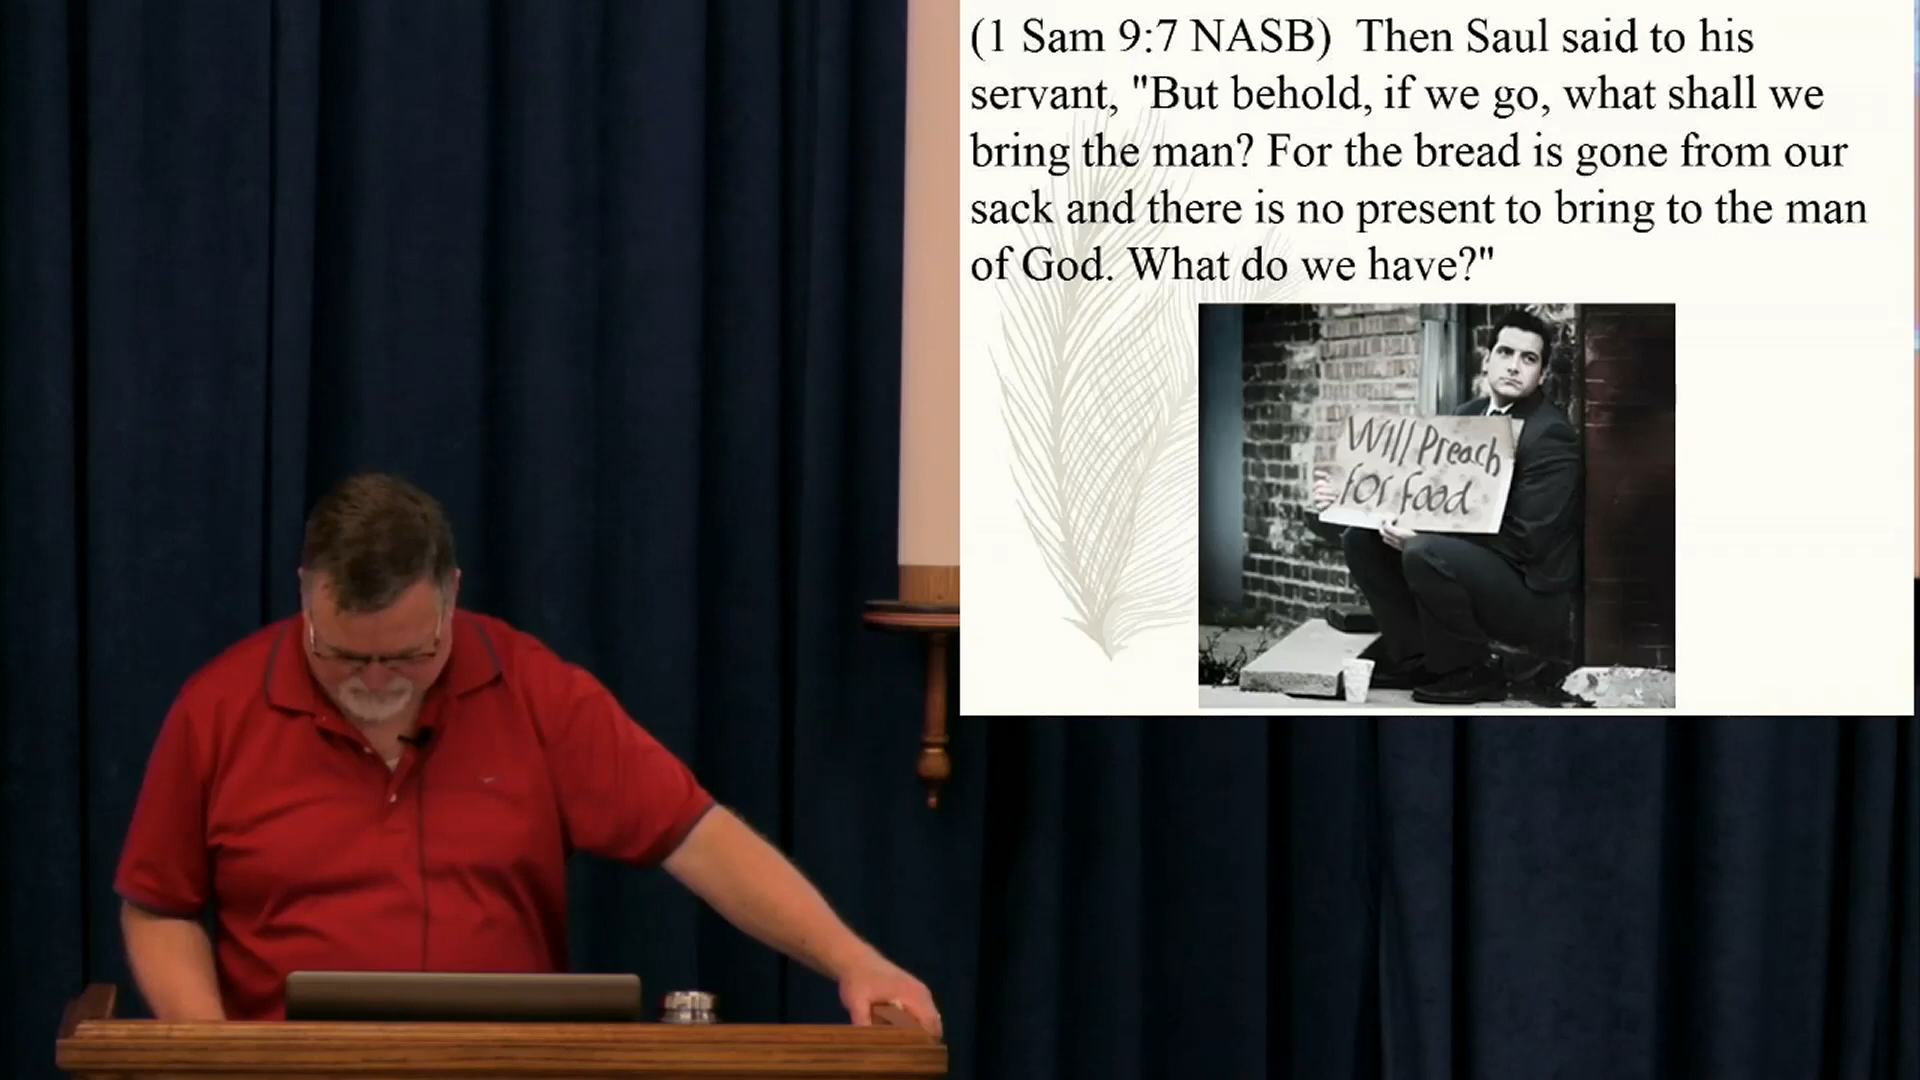 (1 Sam 9:7 NASB)  Then Saul said to his
servant, "But behold, if we go, what shall we
bring the man? For the bread is gone from our
sack and there is no present to bring to the man
of God. What do we have?"
Will Preach
for food